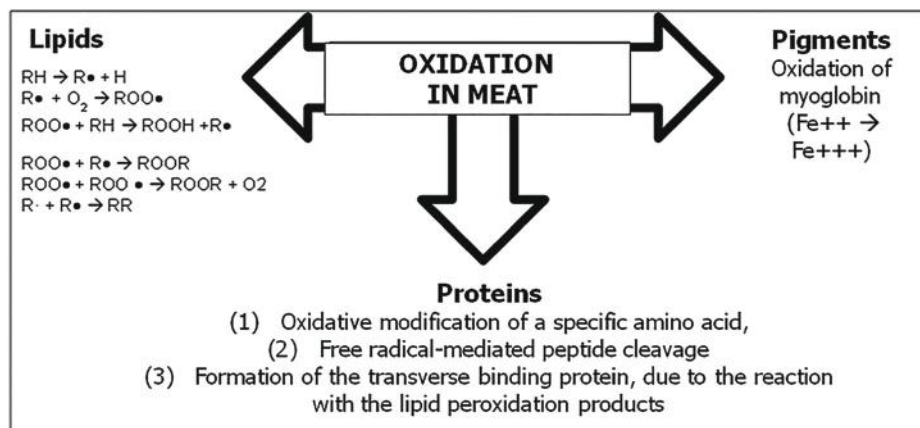 Lipids
RH → R● + H
R● + O₂ → ROO●
ROO● + RH → ROOH +R●
ROO● + R● → ROOR
ROO● + ROO ● → ROOR + O2
R· + R● → RR
OXIDATION
IN MEAT
Pigments
Oxidation of
myoglobin
(Fe++ →
Fe+++)
Proteins
(1) Oxidative modification of a specific amino acid,
(2) Free radical-mediated peptide cleavage
(3) Formation of the transverse binding protein, due to the reaction
with the lipid peroxidation products